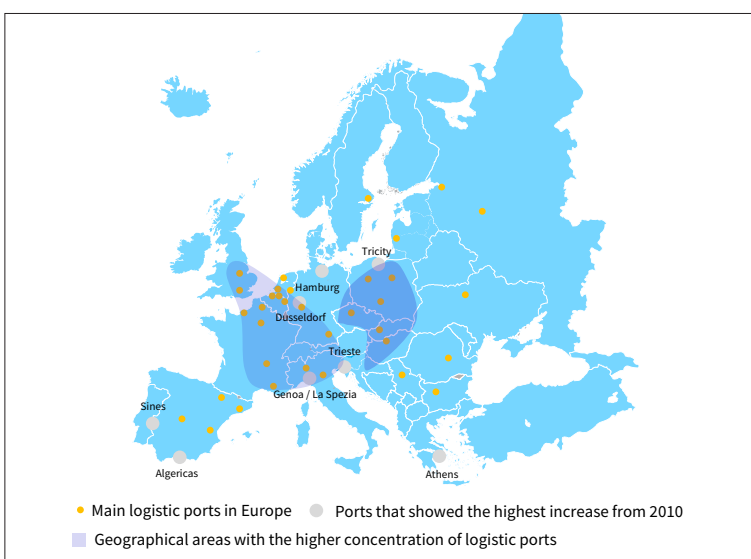 Tricity
Hamburg
Dusseldorf
Trieste
Genoa / La Spezia
Sines
Algericas
Athens
Main logistic ports in Europe
Ports that showed the highest increase from 2010
Geographical areas with the higher concentration of logistic ports